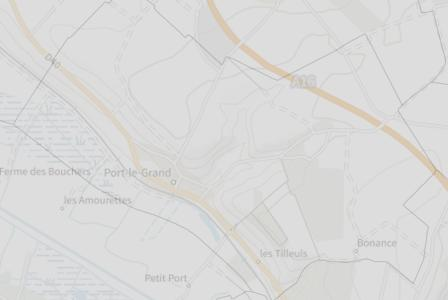 D40
A16
Ferme des Bouchers
Port-le-Grand
les Amourettes
Bonance
les Tilleuls
Petit Port